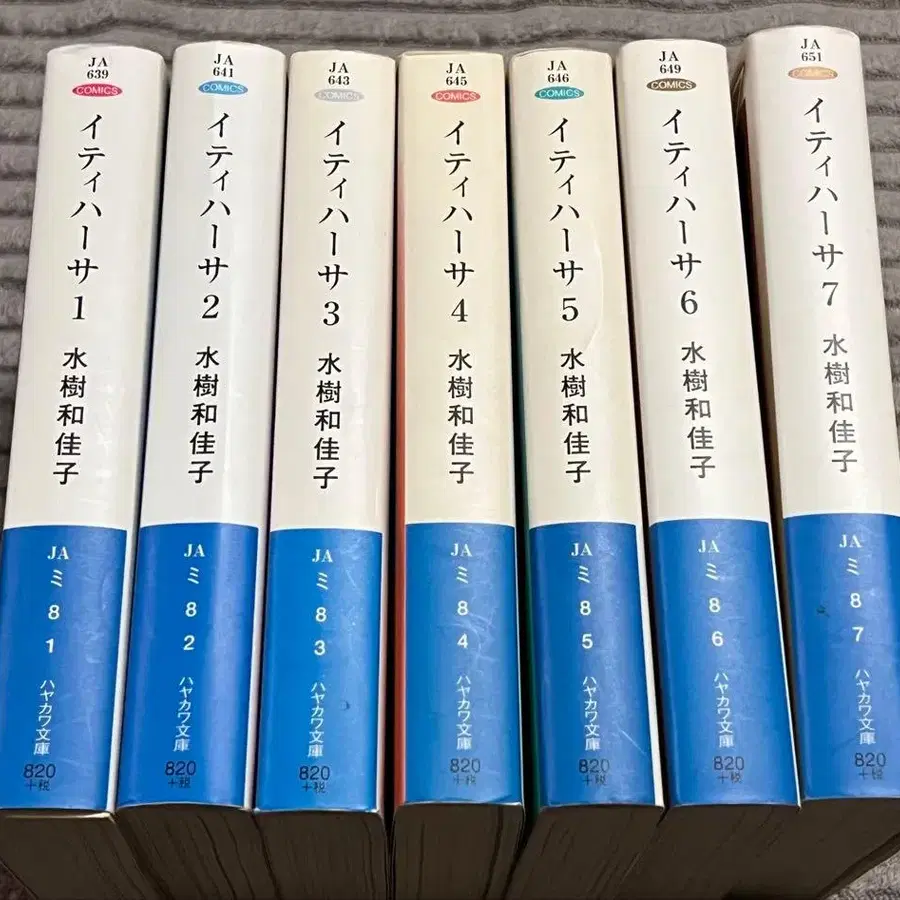 JA
639
COMICS
イティハーサ 1
水樹和佳子
JA
ミ
8
1
ハヤカワ文庫
820
+税
JA
641
COMICS
イティハーサ 2
水樹和佳子
JA
ミ
8
2
ハヤカワ文庫
820
+税
JA
643
COMICS
イティハーサ 3
水樹和佳子
JA
ミ
8
3
ハヤカワ文庫
820
+税
JA
645
COMICS
イティハーサ 4
水樹和佳子
JA
ミ
8
4
ハヤカワ文庫
820
+税
JA
646
COMICS
イティハーサ 5
水樹和佳子
JA
ミ
8
5
ハヤカワ文庫
820
+税
JA
649
COMICS
イティハーサ 6
水樹和佳子
JA
ミ
8
6
ハヤカワ文庫
820
+税
JA
651
COMICS
イティハーサ 7
水樹和佳子
JA
ミ
8
7
ハヤカワ文庫
820
+税